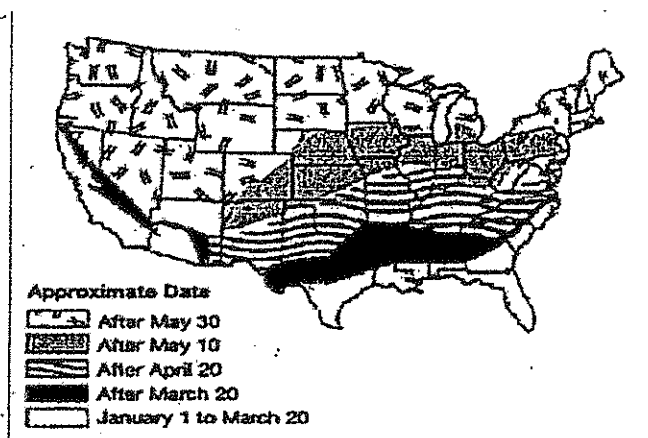 Approximate Date
After May 30
After May 10
After April 20
After March 20
January 1 to March 20